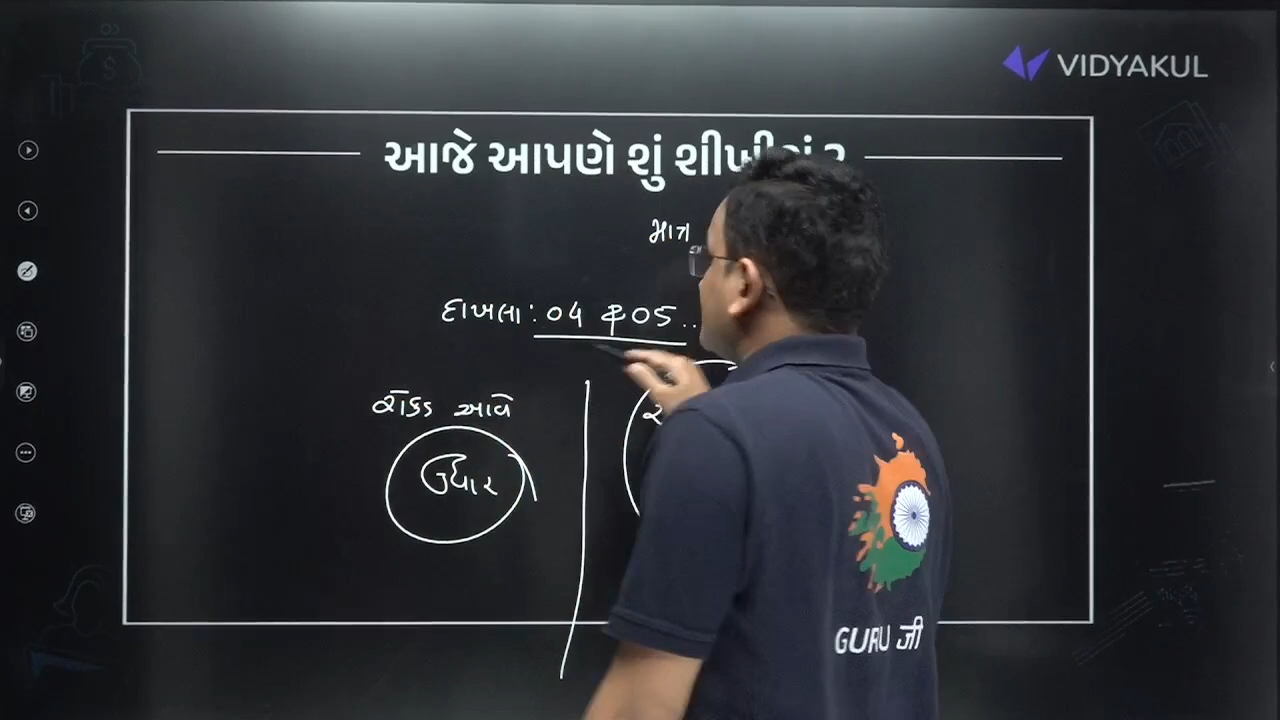 VIDYAKUL
આજે આપણે શું શીખીશું ?
માત્ર
દાખલા : 04 રૂ 05..
રોકડ આવે
ઉધાર
GURU जी